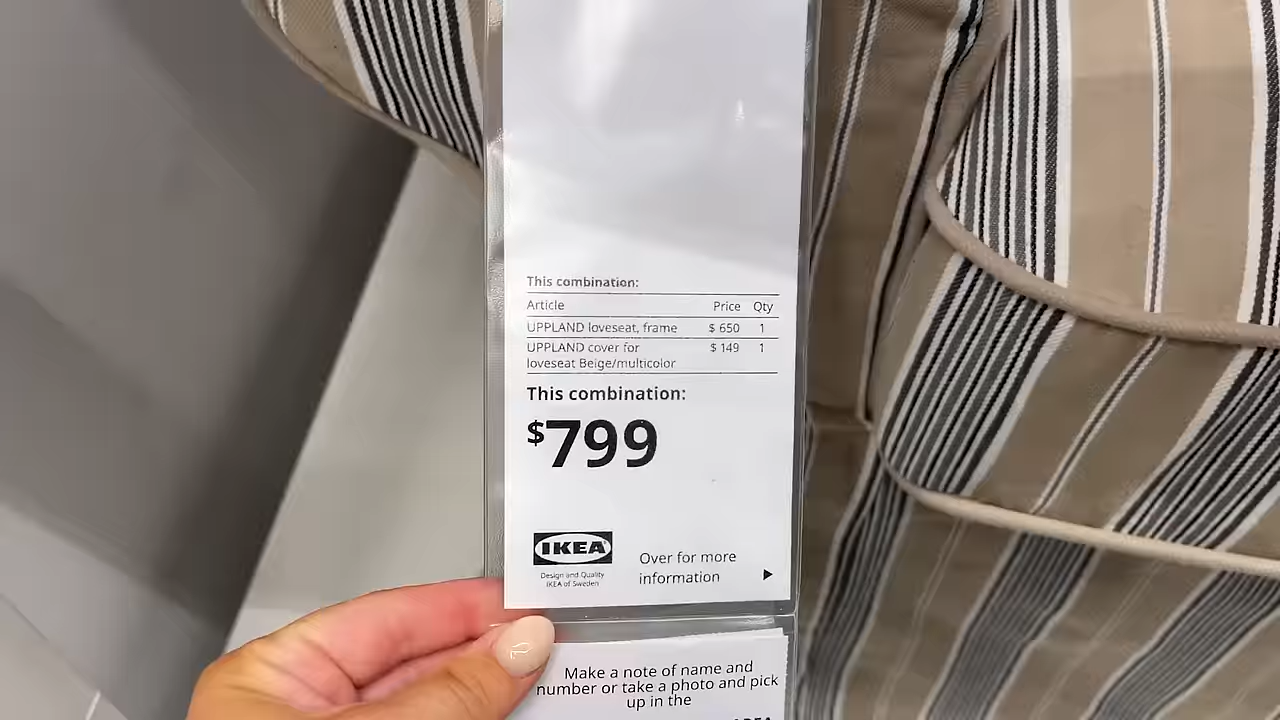 This combination:
Article Price Qty
UPPLAND loveseat, frame $ 650 1
UPPLAND cover for $ 149 1
loveseat Beige/multicolor
This combination:
$799
IKEA
Design and Quality
IKEA of Sweden
Over for more
information
Make a note of name and
number or take a photo and pick
up in the